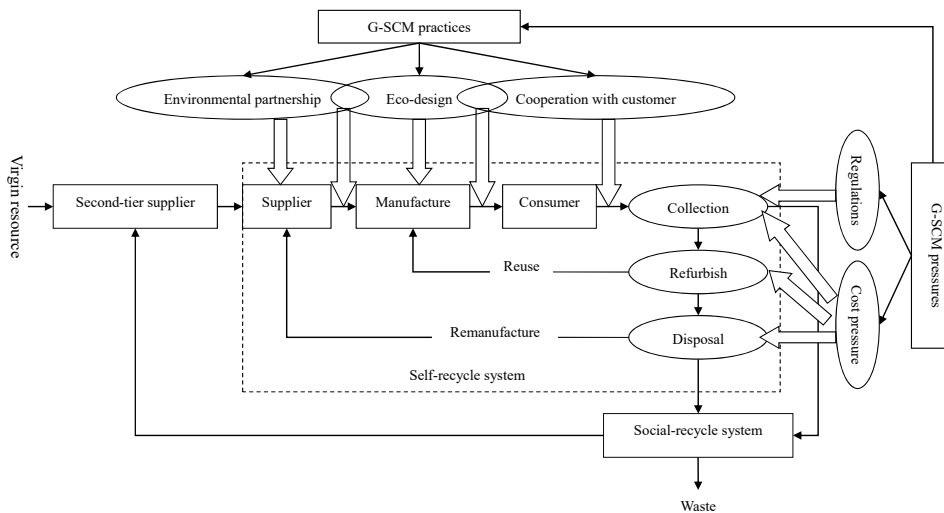 G-SCM practices
Environmental partnership
Eco-design
Cooperation with customer
Virgin resource
Second-tier supplier
Supplier
Manufacture
Consumer
Collection
Regulations
G-SCM pressures
Reuse
Refurbish
Cost pressure
Remanufacture
Disposal
Self-recycle system
Social-recycle system
Waste